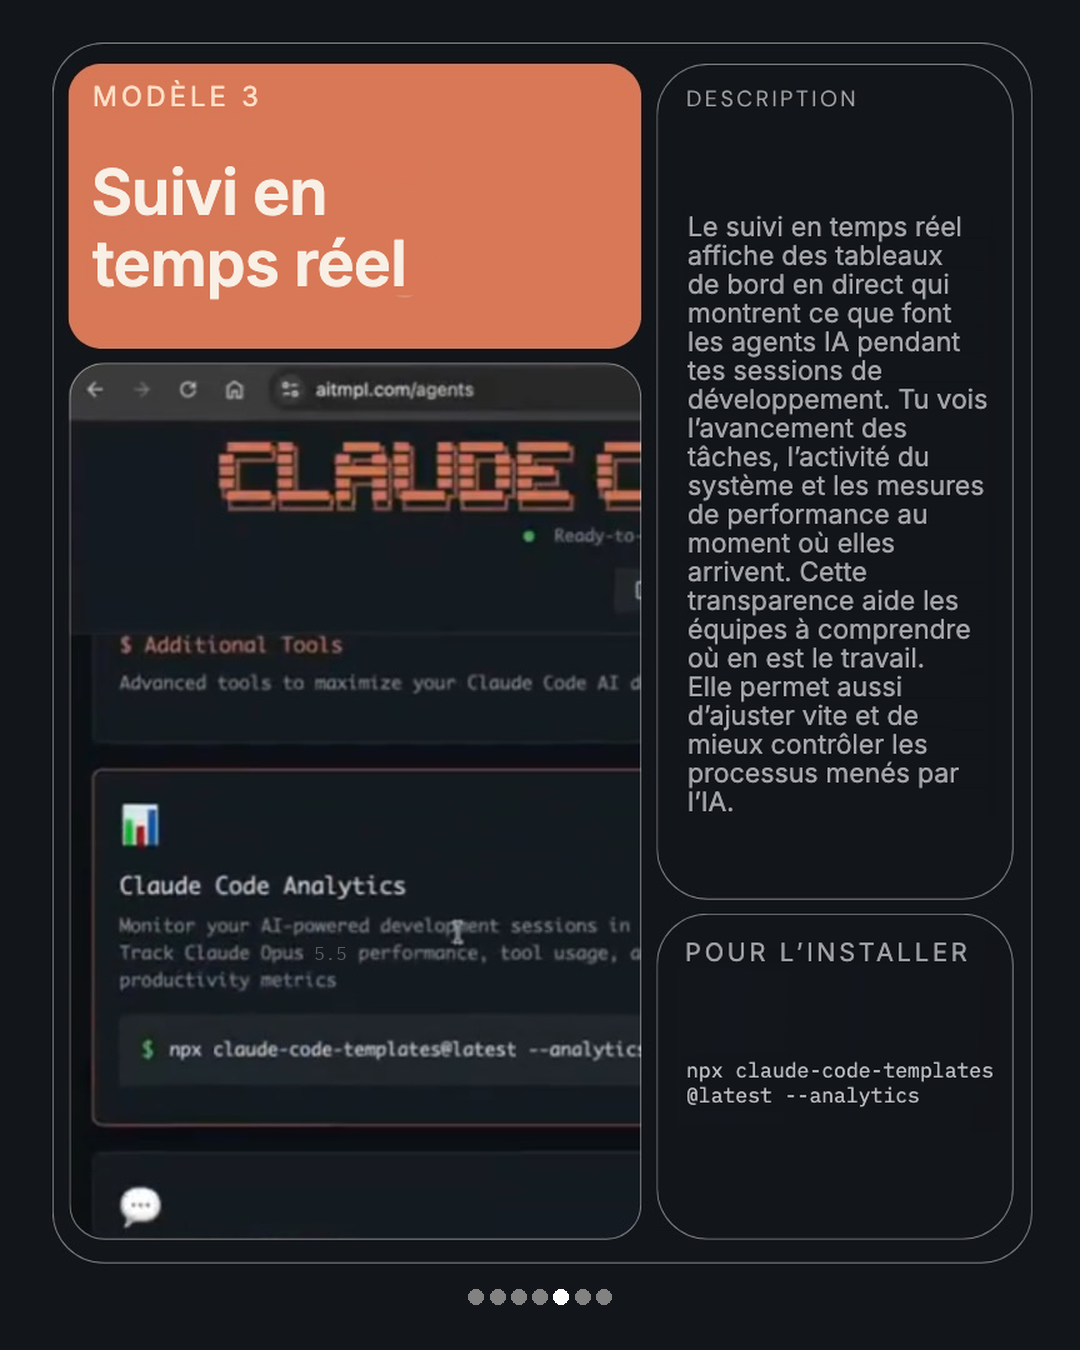 MODÈLE 3
Suivi en
temps réel
aitmpl.com/agents
CLAUDE C
Ready-to-
$ Additional Tools
Advanced tools to maximize your Claude Code AI d
Claude Code Analytics
Monitor your AI-powered development sessions in
Track Claude Opus 5.5 performance, tool usage, a
productivity metrics
$ npx claude-code-templates@latest --analytics
DESCRIPTION
Le suivi en temps réel
affiche des tableaux
de bord en direct qui
montrent ce que font
les agents IA pendant
tes sessions de
développement. Tu vois
l’avancement des
tâches, l’activité du
système et les mesures
de performance au
moment où elles
arrivent. Cette
transparence aide les
équipes à comprendre
où en est le travail.
Elle permet aussi
d’ajuster vite et de
mieux contrôler les
processus menés par
l’IA.
POUR L’INSTALLER
npx claude-code-templates
@latest --analytics